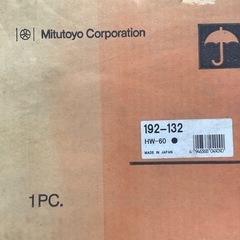 Mitutoyo Corporation
192-132
HW-60
MADE IN JAPAN
1PC.